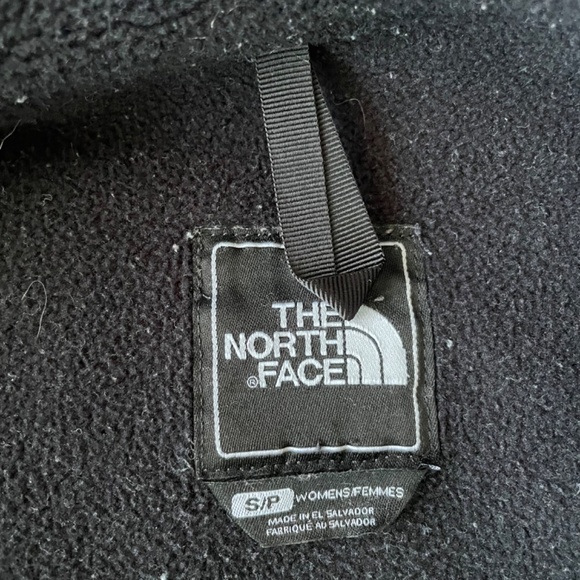 THE
NORTH
®FACE
S/P WOMENS/FEMMES
MADE IN EL SALVADOR
FABRIQUÉ AU SALVADOR